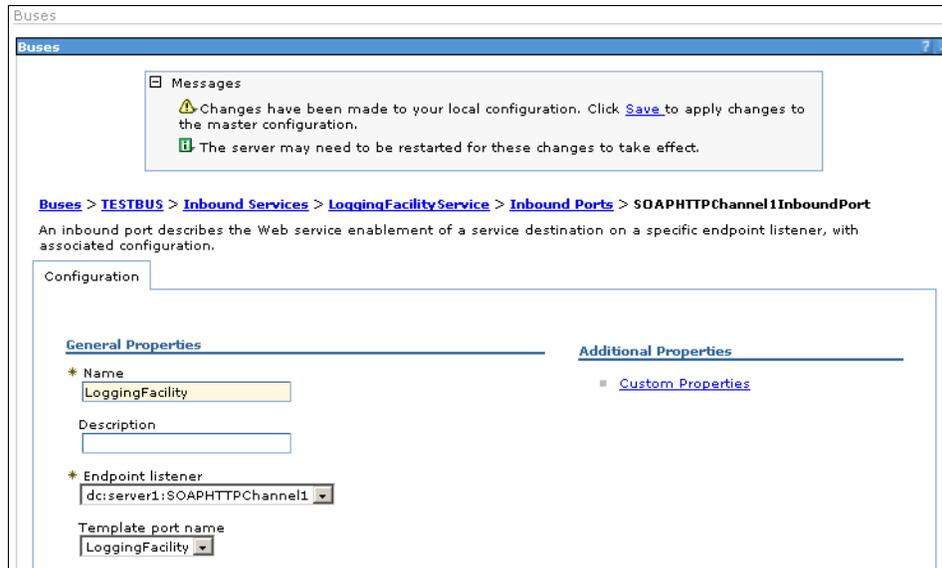 Buses
Buses ?
Messages
Changes have been made to your local configuration. Click Save to apply changes to
the master configuration.
The server may need to be restarted for these changes to take effect.
Buses > TESTBUS > Inbound Services > LoggingFacilityService > Inbound Ports > SOAPHTTPChannel1InboundPort
An inbound port describes the Web service enablement of a service destination on a specific endpoint listener, with
associated configuration.
Configuration
General Properties
* Name
LoggingFacility
Description
* Endpoint listener
dc:server1:SOAPHTTPChannel1
Template port name
LoggingFacility
Additional Properties
Custom Properties